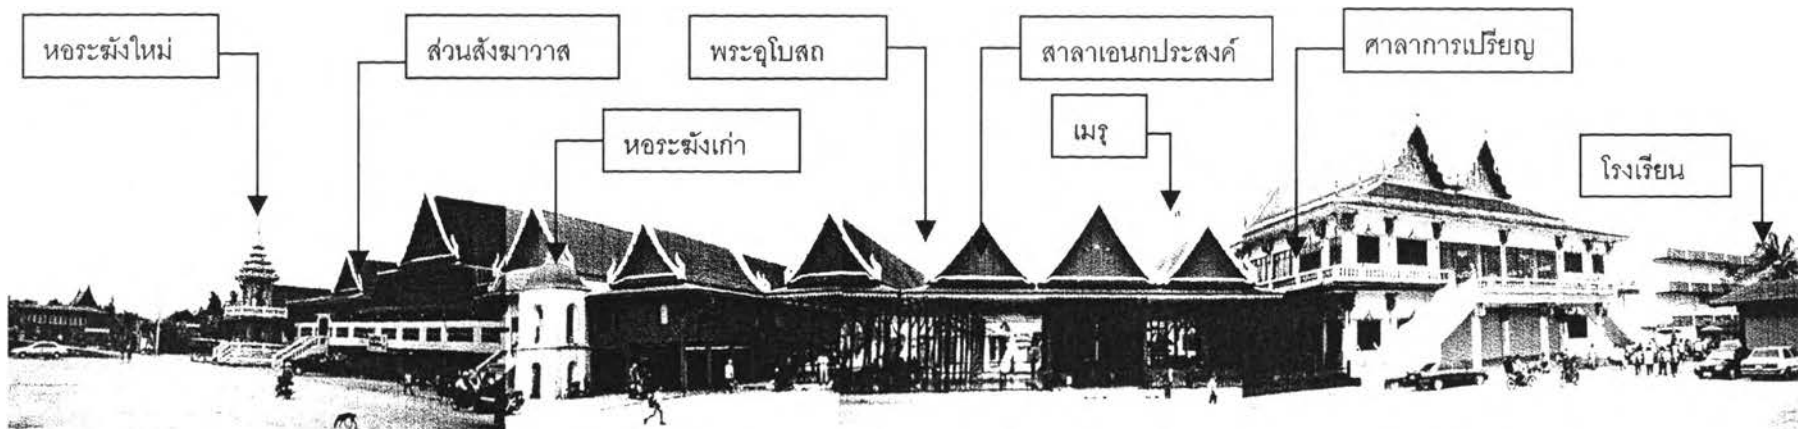 หอระฆังใหม่
ส่วนสังฆาวาส
พระอุโบสถ
สาลาเอนกประสงค์
ศาลาการเปรียญ
เมรุ
หอระฆังเก่า
โรงเรียน